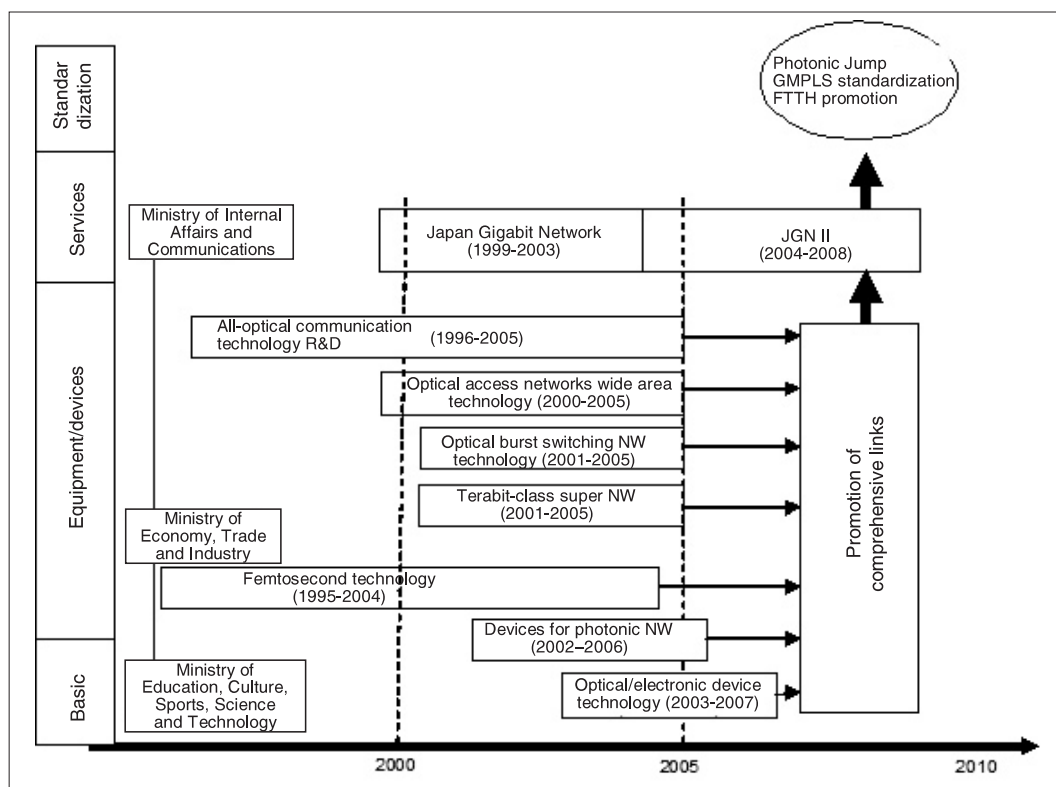 Photonic Jump
GMPLS standardization
FTTH promotion
Standar
dization
Services
Ministry of Internal
Affairs and
Communications
Japan Gigabit Network
(1999-2003)
JGN II
(2004-2008)
Equipment/devices
All-optical communication
technology R&D
(1996-2005)
Optical access networks wide area
technology (2000-2005)
Optical burst switching NW
technology (2001-2005)
Terabit-class super NW
(2001-2005)
Ministry of
Economy, Trade
and Industry
Femtosecond technology
(1995-2004)
Devices for photonic NW
(2002–2006)
Promotion of
comprehensive links
Basic
Ministry of
Education, Culture,
Sports, Science
and Technology
Optical/electronic device
technology (2003-2007)
2000
2005
2010